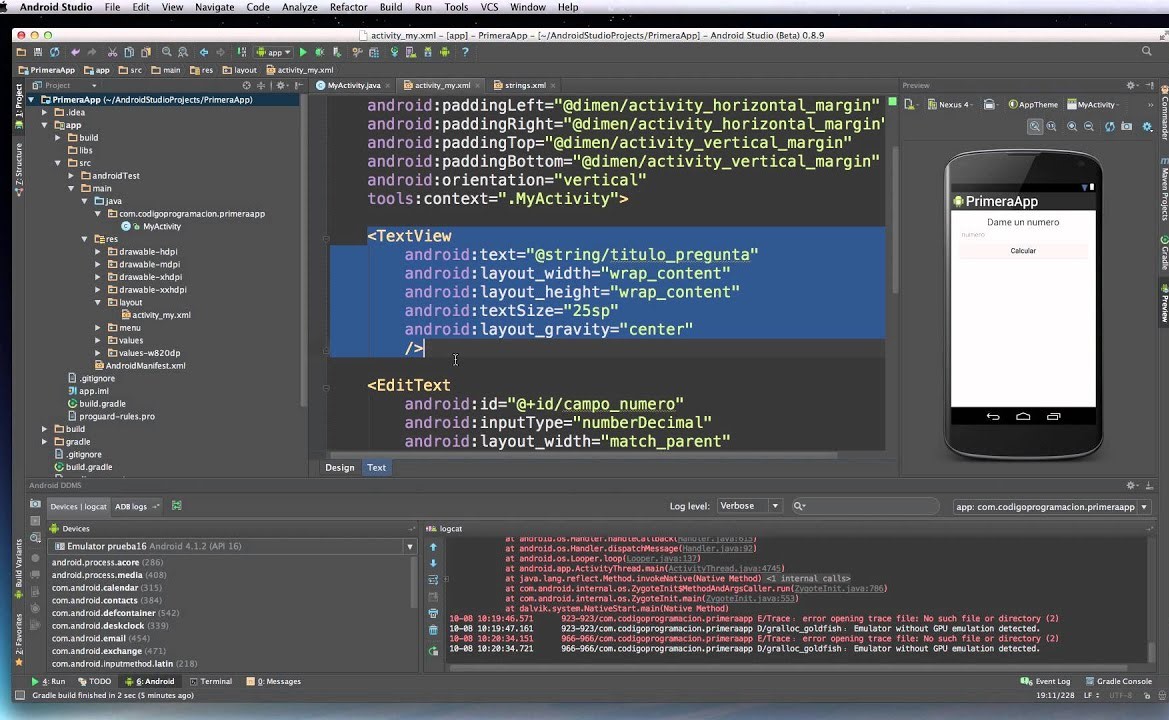 Android Studio File Edit View Navigate Code Analyze Refactor Build Run Tools VCS Window Help
activity_my.xml - [app] - PrimeraApp - [~/AndroidStudioProjects/PrimeraApp] - Android Studio (Beta) 0.8.9
app
PrimeraApp app src main res layout activity_my.xml
Project
MyActivity.java activity_my.xml strings.xml
Preview
1: Project
Z: Structure
Build Variants
2: Favorites
PrimeraApp (~/AndroidStudioProjects/PrimeraApp)
.idea
app
build
libs
src
androidTest
main
java
com.codigoprogramacion.primeraapp
MyActivity
res
drawable-hdpi
drawable-mdpi
drawable-xhdpi
drawable-xxhdpi
layout
activity_my.xml
menu
values
values-w820dp
AndroidManifest.xml
.gitignore
app.iml
build.gradle
proguard-rules.pro
build
gradle
.gitignore
build.gradle
android:paddingLeft="@dimen/activity_horizontal_margin"
android:paddingRight="@dimen/activity_horizontal_margin"
android:paddingTop="@dimen/activity_vertical_margin"
android:paddingBottom="@dimen/activity_vertical_margin"
android:orientation="vertical"
tools:context=".MyActivity">
<TextView
android:text="@string/titulo_pregunta"
android:layout_width="wrap_content"
android:layout_height="wrap_content"
android:textSize="25sp"
android:layout_gravity="center"
/>
<EditText
android:id="@+id/campo_numero"
android:inputType="numberDecimal"
android:layout_width="match_parent"
Design Text
Nexus 4 AppTheme MyActivity
PrimeraApp
Dame un numero
numero
Calcular
Commander
Maven Projects
Gradle
Preview
Android DDMS
Devices | logcat ADB logs
Log level: Verbose
app: com.codigoprogramacion.primeraapp
Devices
Emulator prueba16 Android 4.1.2 (API 16)
android.process.acore (286)
android.process.media (408)
com.android.calendar (315)
com.android.contacts (384)
com.android.defcontainer (542)
com.android.deskclock (342)
com.android.email (454)
com.android.exchange (471)
com.android.inputmethod.latin (218)
logcat
at android.os.Handler.handleCallback(Handler.java:615)
at android.os.Handler.dispatchMessage(Handler.java:92)
at android.os.Looper.loop(Looper.java:137)
at android.app.ActivityThread.main(ActivityThread.java:4745)
at java.lang.reflect.Method.invokeNative(Native Method) <1 internal calls>
at com.android.internal.os.ZygoteInit$MethodAndArgsCaller.run(ZygoteInit.java:786)
at com.android.internal.os.ZygoteInit.main(ZygoteInit.java:553)
at dalvik.system.NativeStart.main(Native Method)
10-08 10:19:46.571 923-923/com.codigoprogramacion.primeraapp E/Trace: error opening trace file: No such file or directory (2)
10-08 10:19:47.161 923-923/com.codigoprogramacion.primeraapp D/gralloc_goldfish: Emulator without GPU emulation detected.
10-08 10:20:34.151 966-966/com.codigoprogramacion.primeraapp E/Trace: error opening trace file: No such file or directory (2)
10-08 10:20:34.721 966-966/com.codigoprogramacion.primeraapp D/gralloc_goldfish: Emulator without GPU emulation detected.
4: Run TODO 6: Android Terminal 0: Messages Event Log Gradle Console
Gradle build finished in 2 sec (5 minutes ago) 19:11/228 LF UTF-8